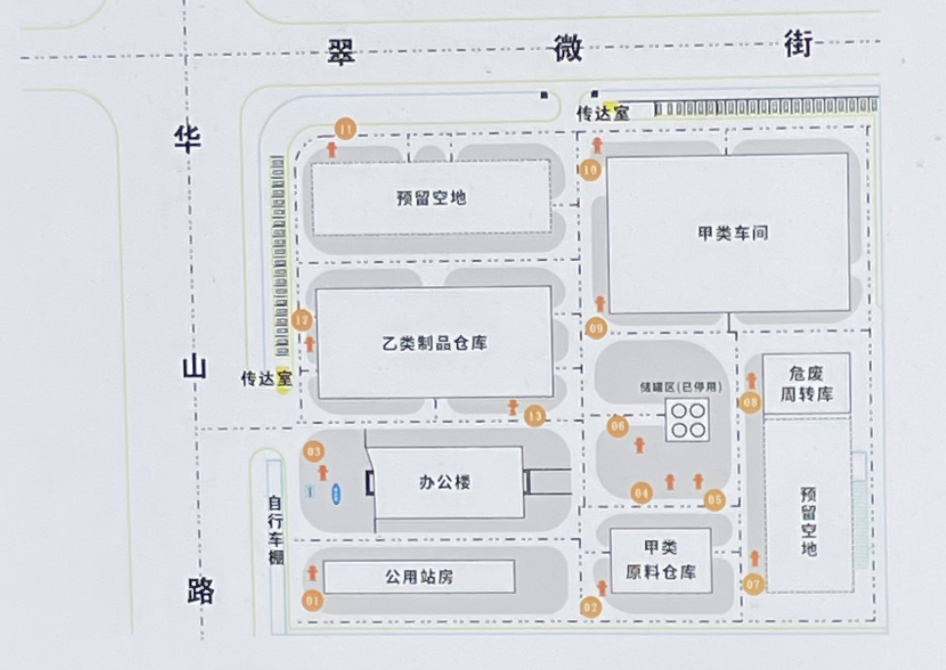 翠微街
华山路
传达室
11
10
预留空地
甲类车间
12
09
乙类制品仓库
传达室
13
储罐区(已停用)
危废
周转库
08
06
03
办公楼
04
05
自行车棚
预留空地
甲类
原料仓库
公用站房
01
02
07